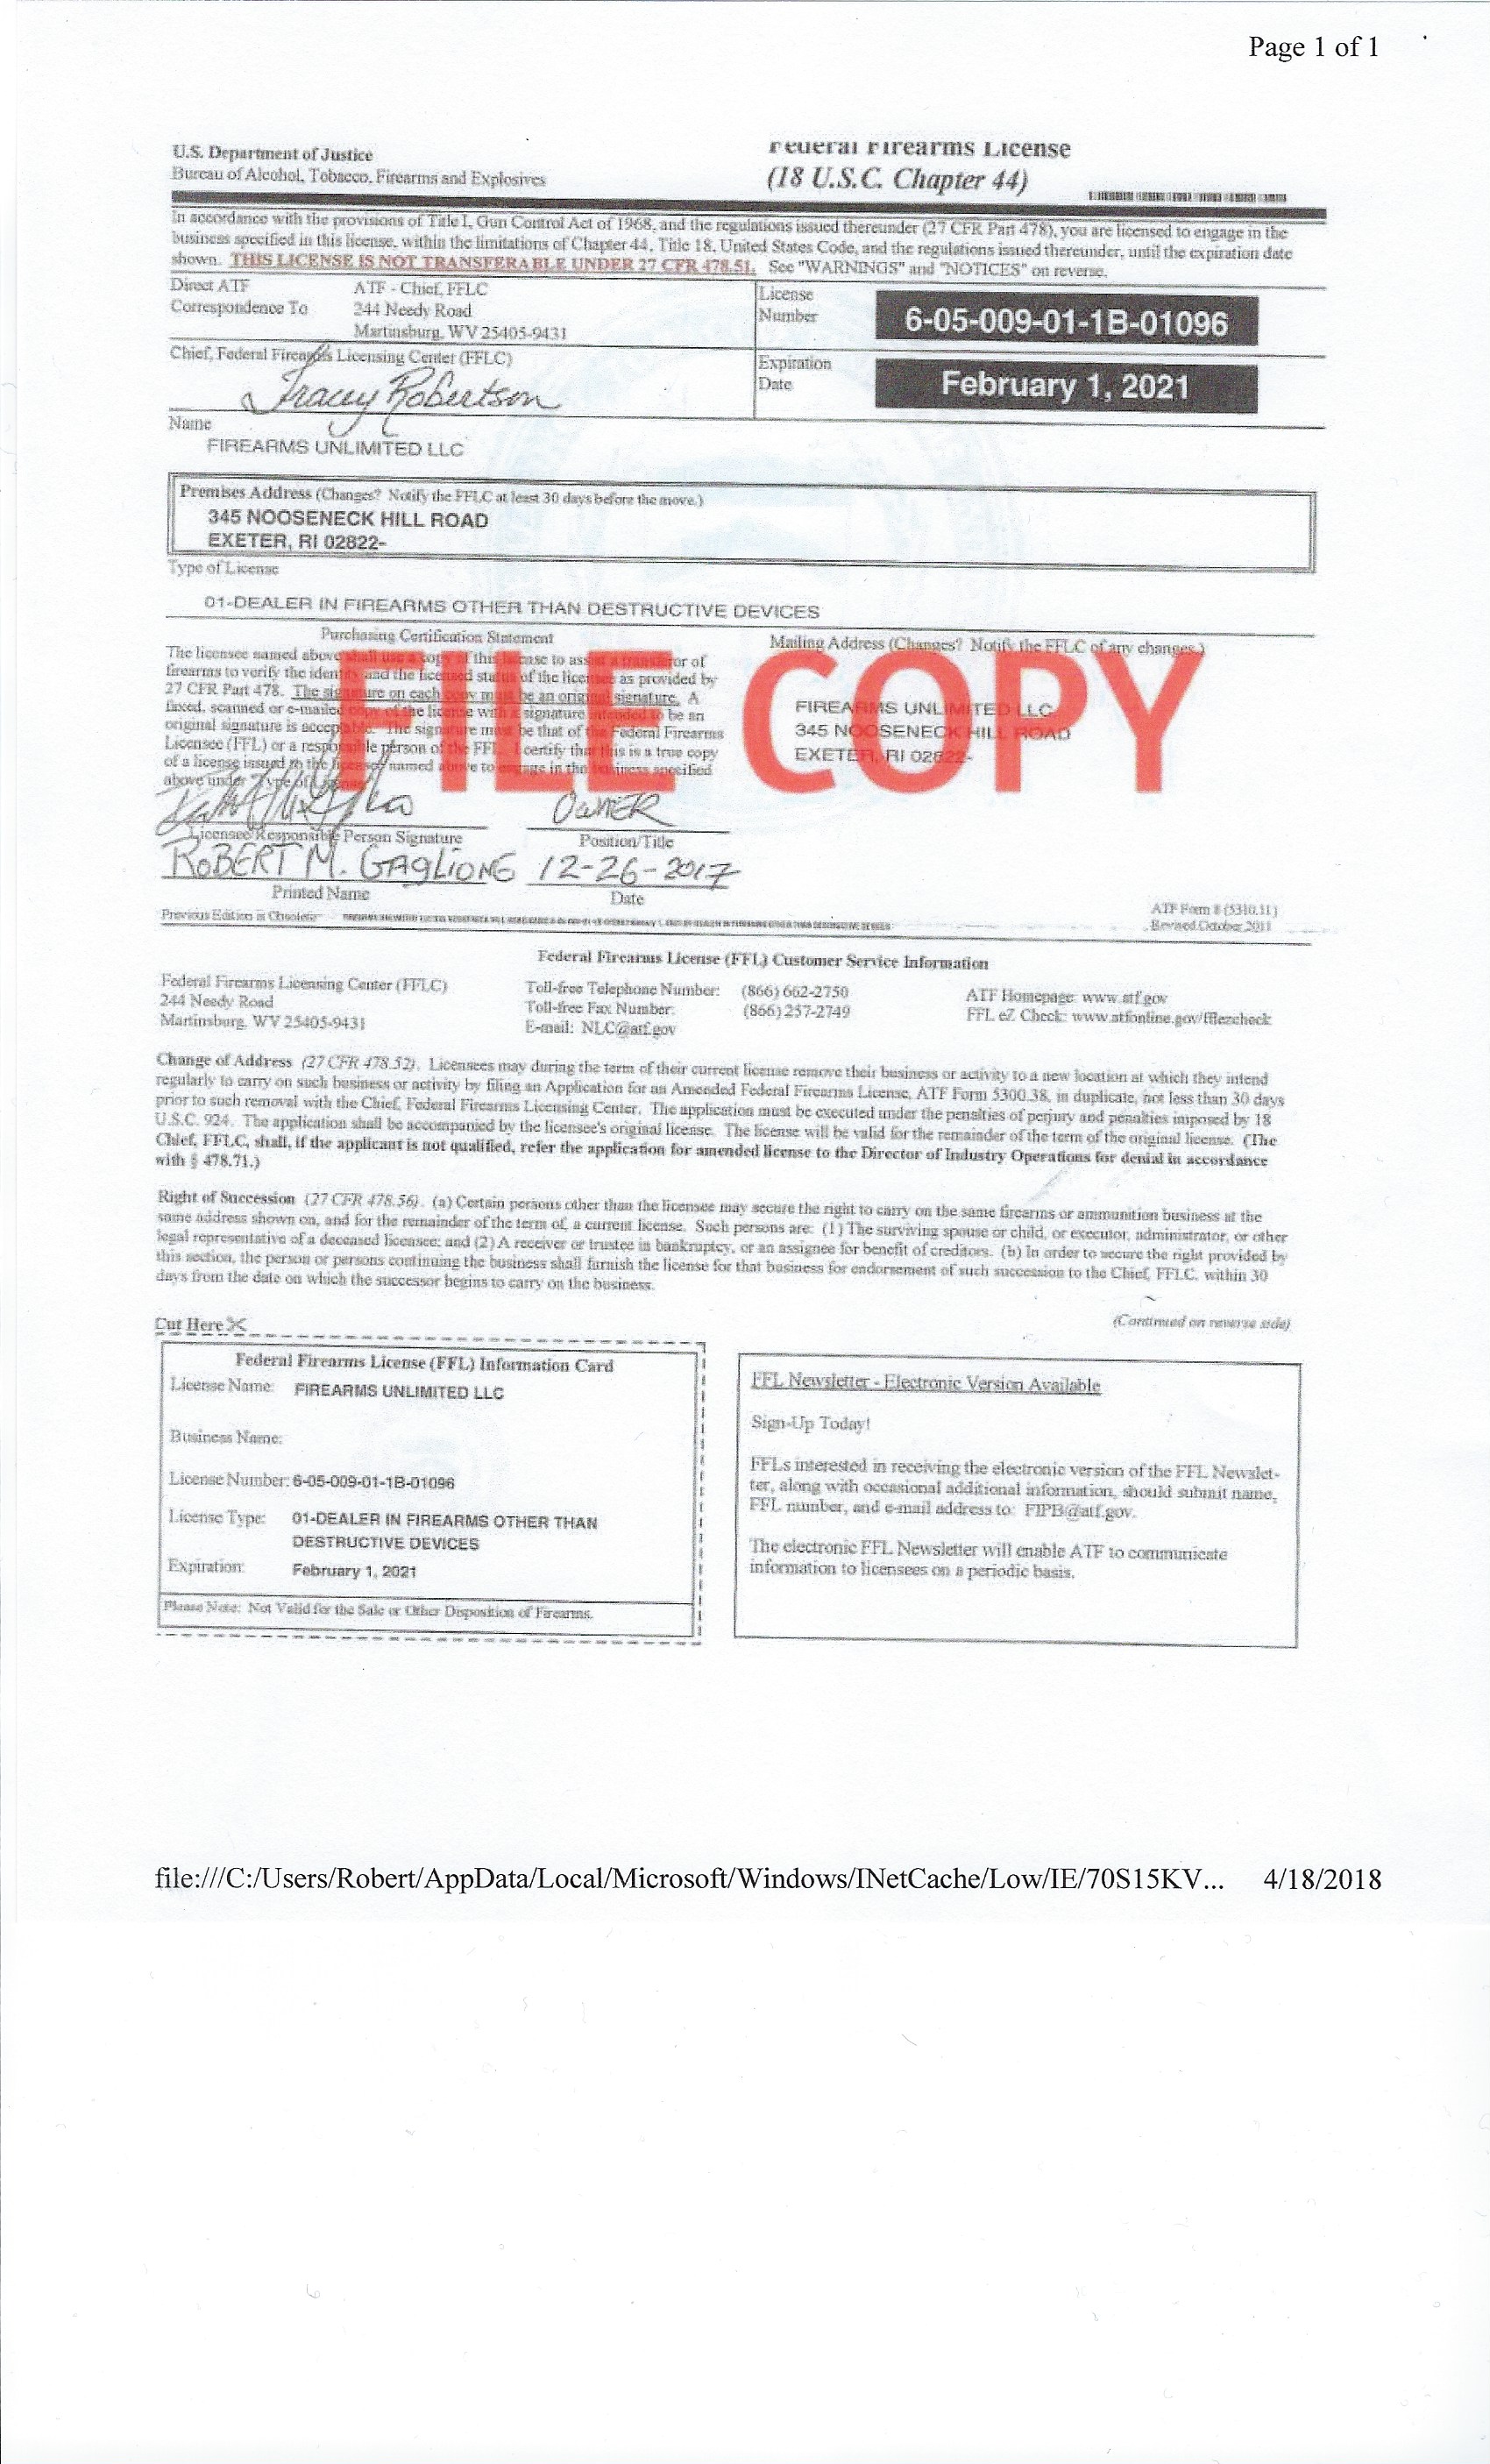 Page 1 of 1
U.S. Department of Justice
Bureau of Alcohol, Tobacco, Firearms and Explosives
Federal Firearms License
(18 U.S.C. Chapter 44)
In accordance with the provisions of Title I, Gun Control Act of 1968, and the regulations issued thereunder (27 CFR Part 478), you are licensed to engage in the
business specified in this license, within the limitations of Chapter 44, Title 18, United States Code, and the regulations issued thereunder, until the expiration date
shown. THIS LICENSE IS NOT TRANSFERABLE UNDER 27 CFR 478.51. See "WARNINGS" and "NOTICES" on reverse.
Direct ATF
Correspondence To
ATF - Chief, FFLC
244 Needy Road
Martinsburg, WV 25405-9431
License
Number
6-05-009-01-1B-01096
Chief, Federal Firearms Licensing Center (FFLC)
Tracey Robertson
Expiration
Date
February 1, 2021
Name
FIREARMS UNLIMITED LLC
Premises Address (Changes? Notify the FFLC at least 30 days before the move.)
345 NOOSENECK HILL ROAD
EXETER, RI 02822-
Type of License
01-DEALER IN FIREARMS OTHER THAN DESTRUCTIVE DEVICES
Purchasing Certification Statement
The licensee named above shall use a copy of this license to assist a transferor of
firearms to verify the identity and the licensed status of the licensee as provided by
27 CFR Part 478. The signature on each copy must be an original signature. A
faxed, scanned or e-mailed copy of the license with a signature intended to be an
original signature is acceptable. The signature must be that of the Federal Firearms
Licensee (FFL) or a responsible person of the FFL. I certify that this is a true copy
of a license issued to the licensee named above to engage in the business specified
above under "Type of License"
Mailing Address (Changes? Notify the FFLC of any changes.)
FIREARMS UNLIMITED LLC
345 NOOSENECK HILL ROAD
EXETER, RI 02822-
FILE COPY
OWNER
Licensee/Responsible Person Signature
Position/Title
ROBERT M. GAGLIONE
12-26-2017
Printed Name
Date
Previous Edition is Obsolete
ATF Form 8 (5310.11)
Revised October 2011
Federal Firearms License (FFL) Customer Service Information
Federal Firearms Licensing Center (FFLC)
244 Needy Road
Martinsburg, WV 25405-9431
Toll-free Telephone Number: (866) 662-2750
Toll-free Fax Number: (866) 257-2749
E-mail: NLC@atf.gov
ATF Homepage: www.atf.gov
FFL eZ Check: www.atfonline.gov/fflezcheck
Change of Address (27 CFR 478.52). Licensees may during the term of their current license remove their business or activity to a new location at which they intend
regularly to carry on such business or activity by filing an Application for an Amended Federal Firearms License, ATF Form 5300.38, in duplicate, not less than 30 days
prior to such removal with the Chief, Federal Firearms Licensing Center. The application must be executed under the penalties of perjury and penalties imposed by 18
U.S.C. 924. The application shall be accompanied by the licensee's original license. The license will be valid for the remainder of the term of the original license. (The
Chief, FFLC, shall, if the applicant is not qualified, refer the application for amended license to the Director of Industry Operations for denial in accordance
with § 478.71.)
Right of Succession (27 CFR 478.56). (a) Certain persons other than the licensee may secure the right to carry on the same firearms or ammunition business at the
same address shown on, and for the remainder of the term of, a current license. Such persons are: (1) The surviving spouse or child, or executor, administrator, or other
legal representative of a deceased licensee; and (2) A receiver or trustee in bankruptcy, or an assignee for benefit of creditors. (b) In order to secure the right provided by
this section, the person or persons continuing the business shall furnish the license for that business for endorsement of such succession to the Chief, FFLC, within 30
days from the date on which the successor begins to carry on the business.
(Continued on reverse side)
Cut Here
Federal Firearms License (FFL) Information Card
License Name: FIREARMS UNLIMITED LLC
Business Name:
License Number: 6-05-009-01-1B-01096
License Type: 01-DEALER IN FIREARMS OTHER THAN
DESTRUCTIVE DEVICES
Expiration: February 1, 2021
Please Note: Not Valid for the Sale or Other Disposition of Firearms.
FFL Newsletter - Electronic Version Available
Sign-Up Today!
FFLs interested in receiving the electronic version of the FFL Newslet-
ter, along with occasional additional information, should submit name,
FFL number, and e-mail address to: FIPB@atf.gov.
The electronic FFL Newsletter will enable ATF to communicate
information to licensees on a periodic basis.
file:///C:/Users/Robert/AppData/Local/Microsoft/Windows/INetCache/Low/IE/70S15KV... 4/18/2018